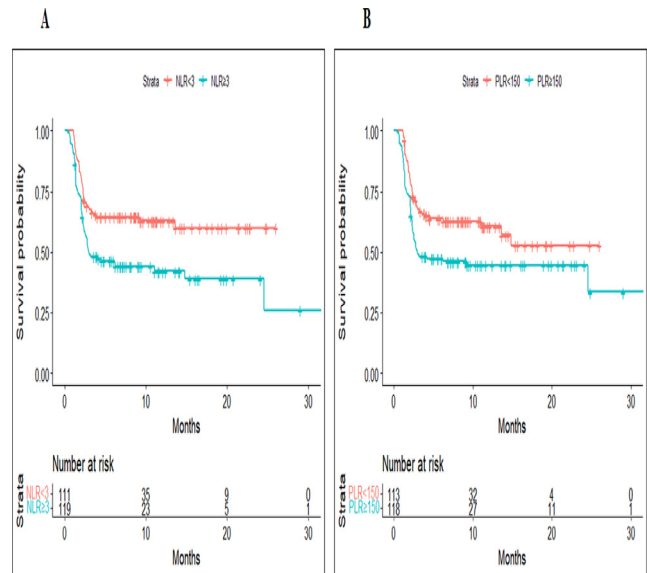 A
B
Strata NLR<3 NLR≥3
Strata PLR<150 PLR≥150
Survival probability
1.00
0.75
0.50
0.25
0.00
0 10 20 30
Months
Survival probability
1.00
0.75
0.50
0.25
0.00
0 10 20 30
Months
Number at risk
Strata
NLR<3 111 35 9 0
NLR≥3 119 23 5 1
0 10 20 30
Months
Number at risk
Strata
PLR<150 113 32 4 0
PLR≥150 118 27 11 1
0 10 20 30
Months